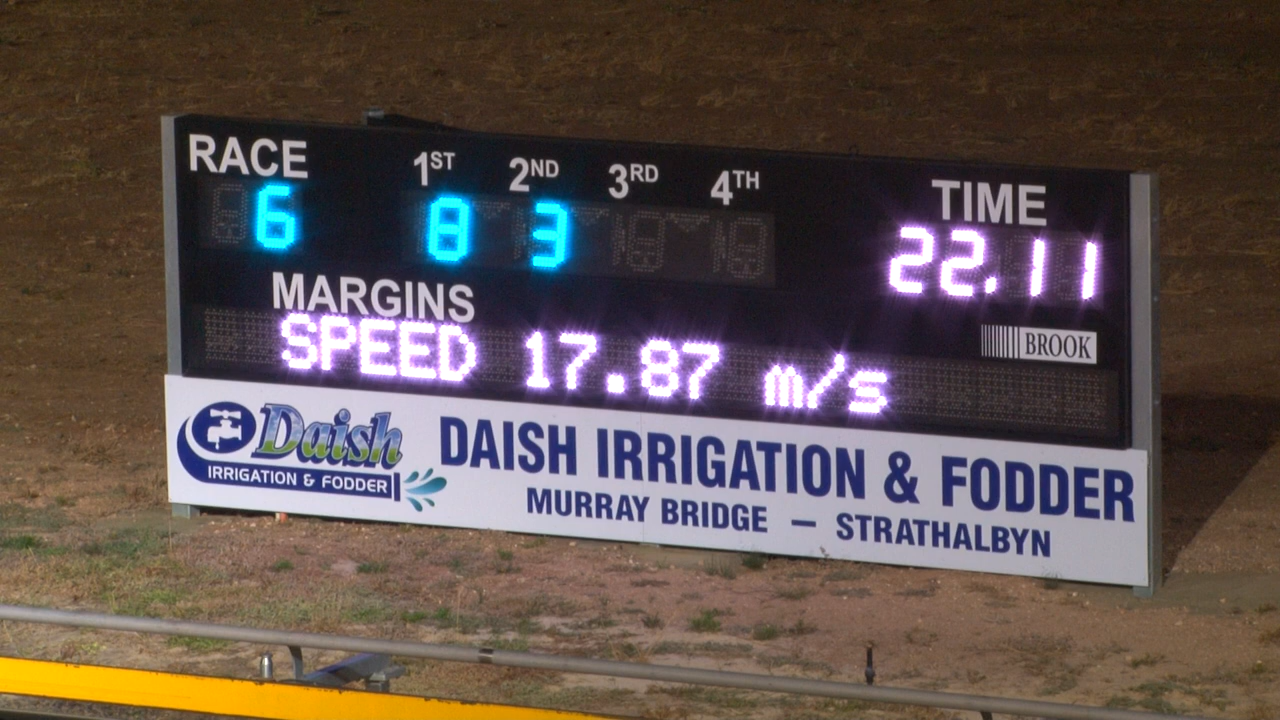 RACE 1ST 2ND 3RD 4TH TIME
6 8 3 22.11
MARGINS
SPEED 17.87 m/s
BROOK
Daish
IRRIGATION & FODDER
DAISH IRRIGATION & FODDER
MURRAY BRIDGE – STRATHALBYN